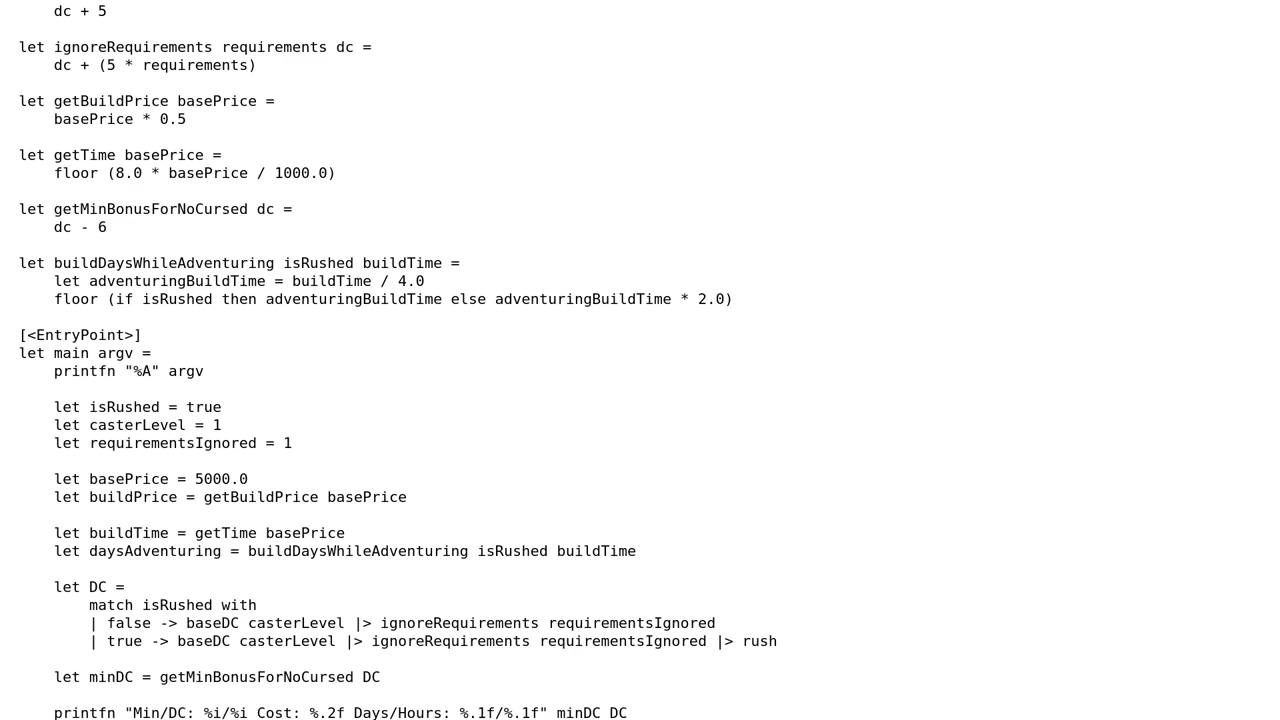 dc + 5

let ignoreRequirements requirements dc =
    dc + (5 * requirements)

let getBuildPrice basePrice =
    basePrice * 0.5

let getTime basePrice =
    floor (8.0 * basePrice / 1000.0)

let getMinBonusForNoCursed dc =
    dc - 6

let buildDaysWhileAdventuring isRushed buildTime =
    let adventuringBuildTime = buildTime / 4.0
    floor (if isRushed then adventuringBuildTime else adventuringBuildTime * 2.0)

[<EntryPoint>]
let main argv =
    printfn "%A" argv

    let isRushed = true
    let casterLevel = 1
    let requirementsIgnored = 1

    let basePrice = 5000.0
    let buildPrice = getBuildPrice basePrice

    let buildTime = getTime basePrice
    let daysAdventuring = buildDaysWhileAdventuring isRushed buildTime

    let DC =
        match isRushed with
        | false -> baseDC casterLevel |> ignoreRequirements requirementsIgnored
        | true -> baseDC casterLevel |> ignoreRequirements requirementsIgnored |> rush

    let minDC = getMinBonusForNoCursed DC

    printfn "Min/DC: %i/%i Cost: %.2f Days/Hours: %.1f/%.1f" minDC DC